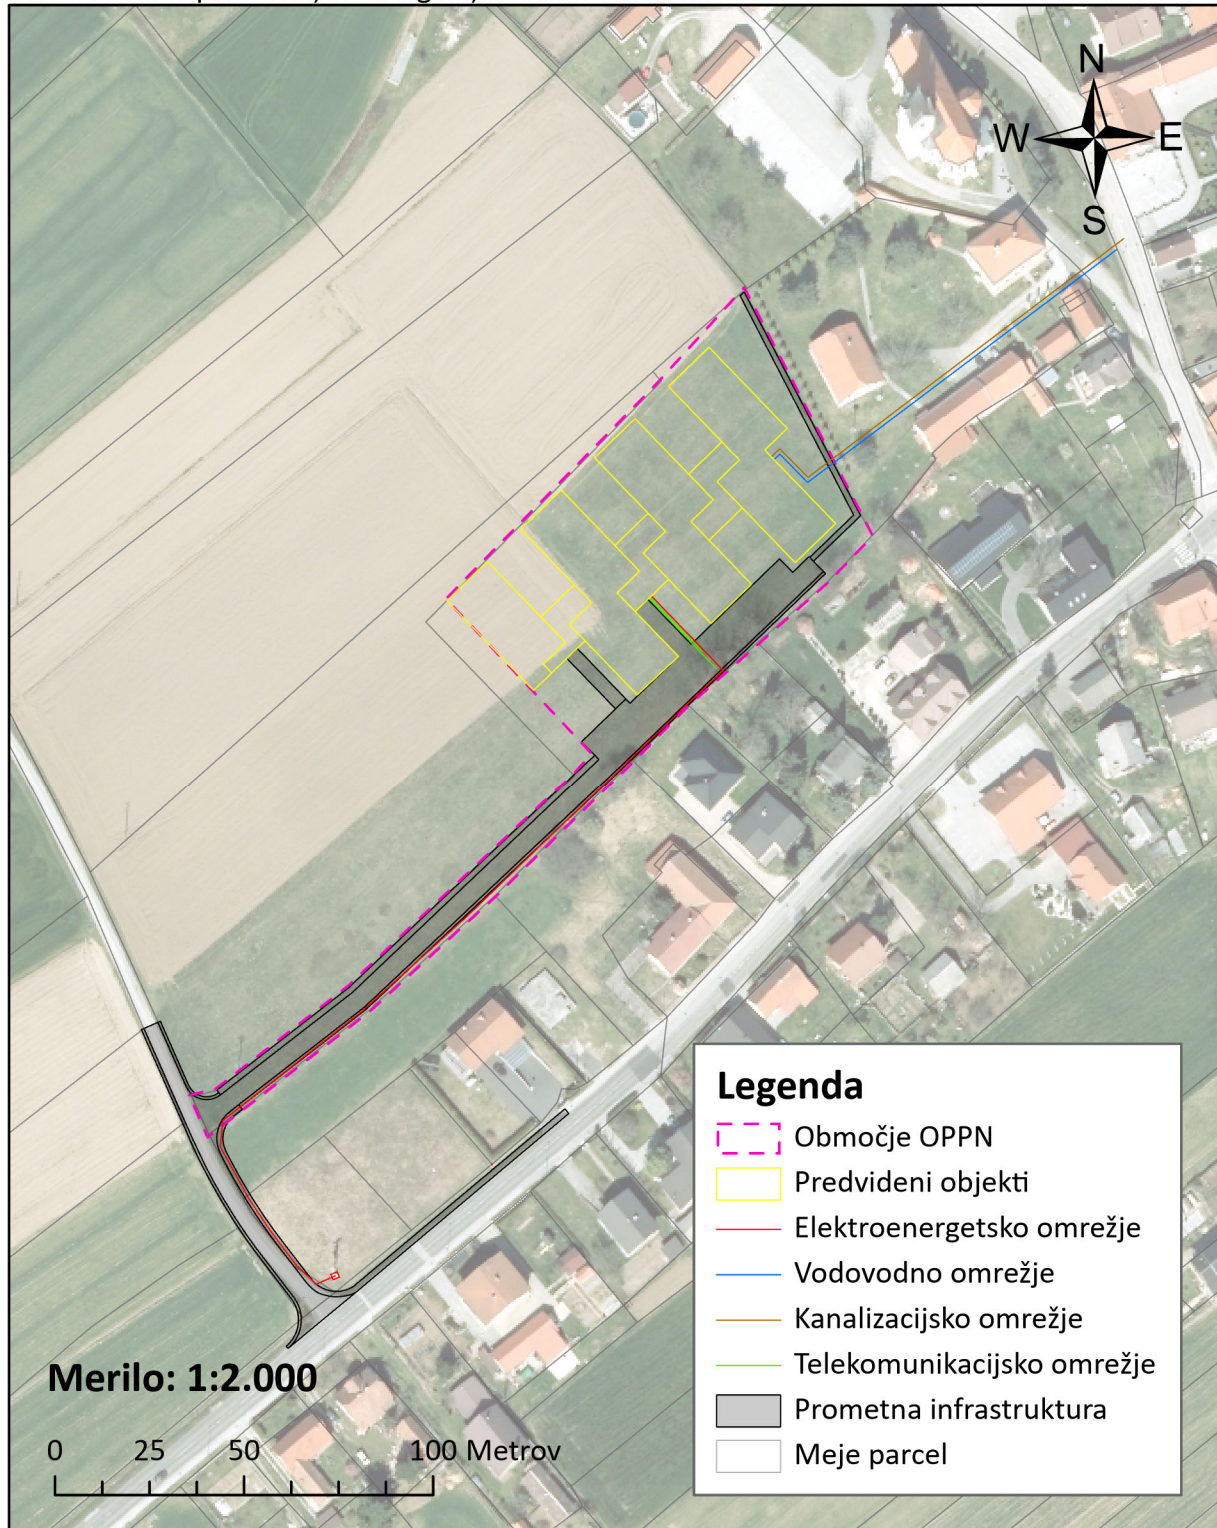 N
W E
S
Legenda
Območje OPPN
Predvideni objekti
Elektroenergetsko omrežje
Vodovodno omrežje
Kanalizacijsko omrežje
Telekomunikacijsko omrežje
Prometna infrastruktura
Meje parcel
Merilo: 1:2.000
0 25 50 100 Metrov